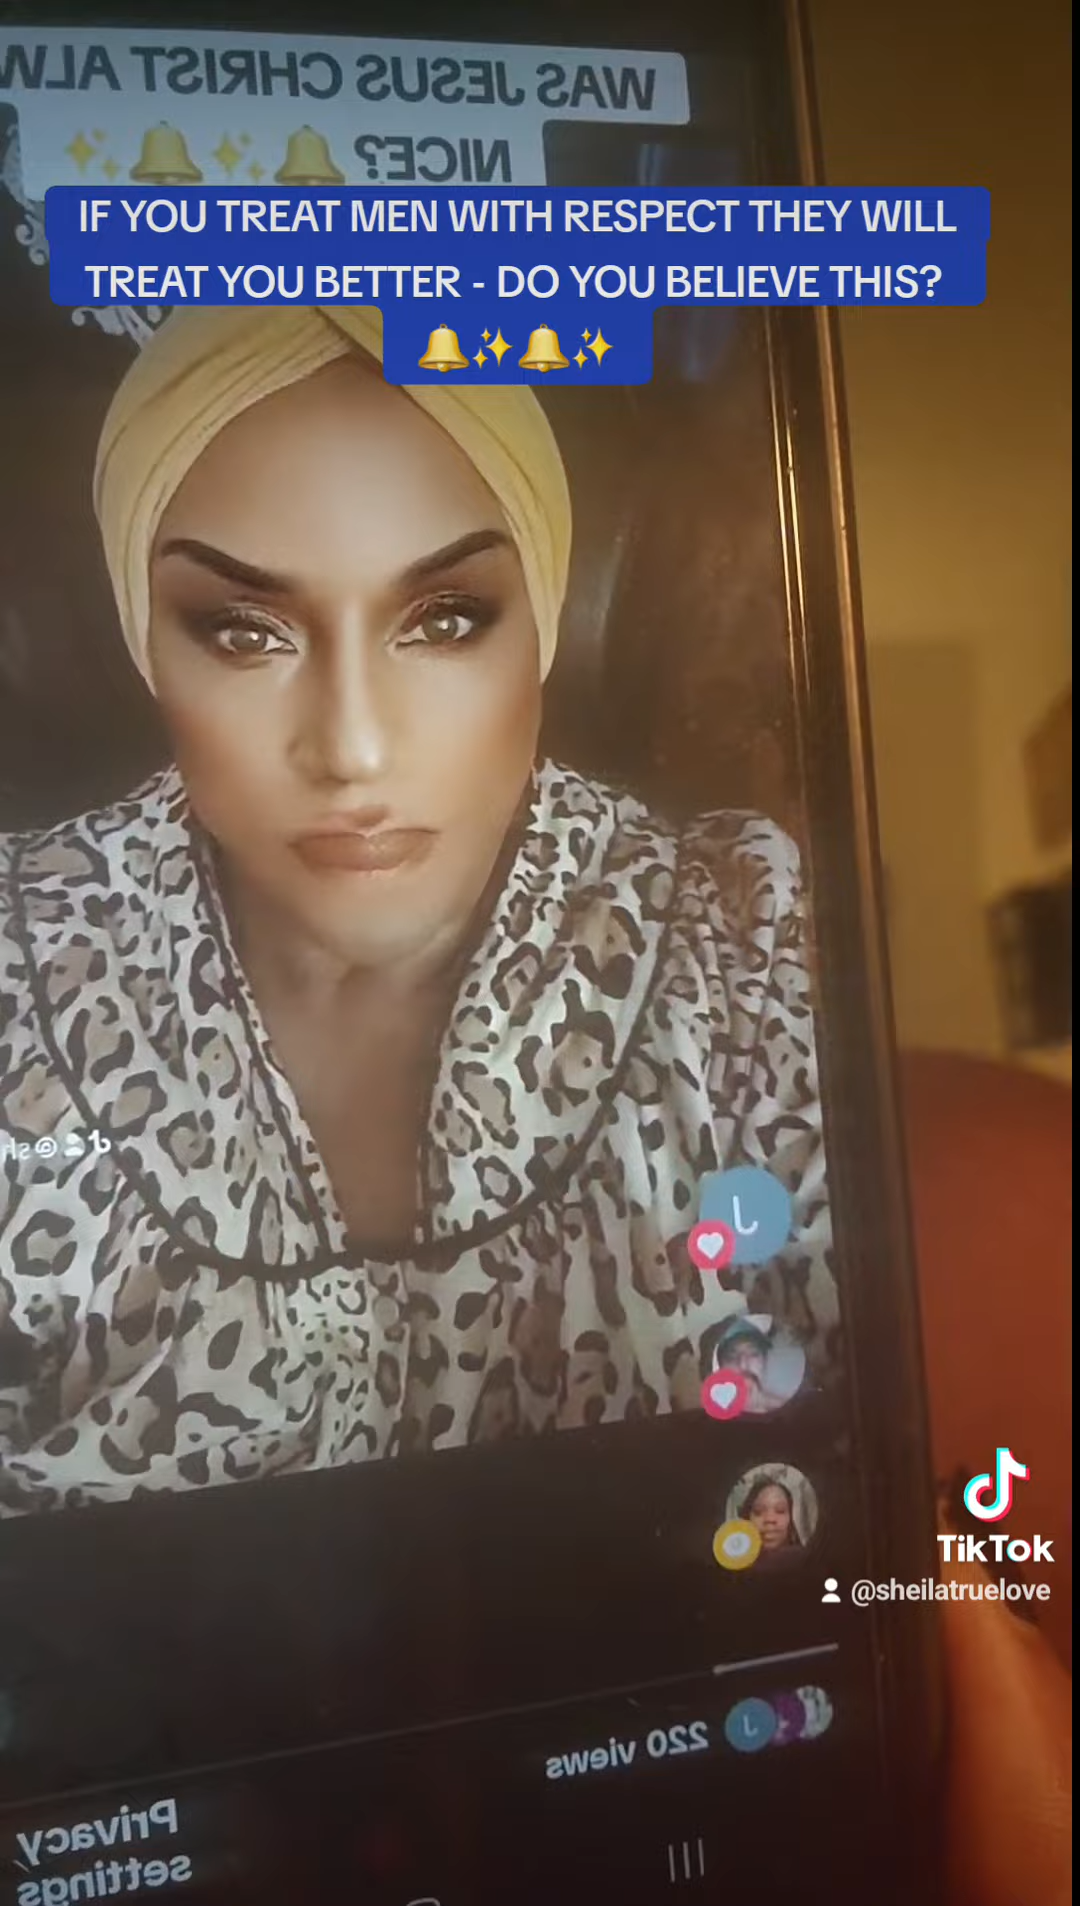 WAS JESUS CHRIST ALW
NICE? 🔔✨🔔✨
IF YOU TREAT MEN WITH RESPECT THEY WILL
TREAT YOU BETTER - DO YOU BELIEVE THIS?
🔔✨🔔✨
@sh
J
TikTok
@sheilatruelove
220 views
J
Privacy
settings